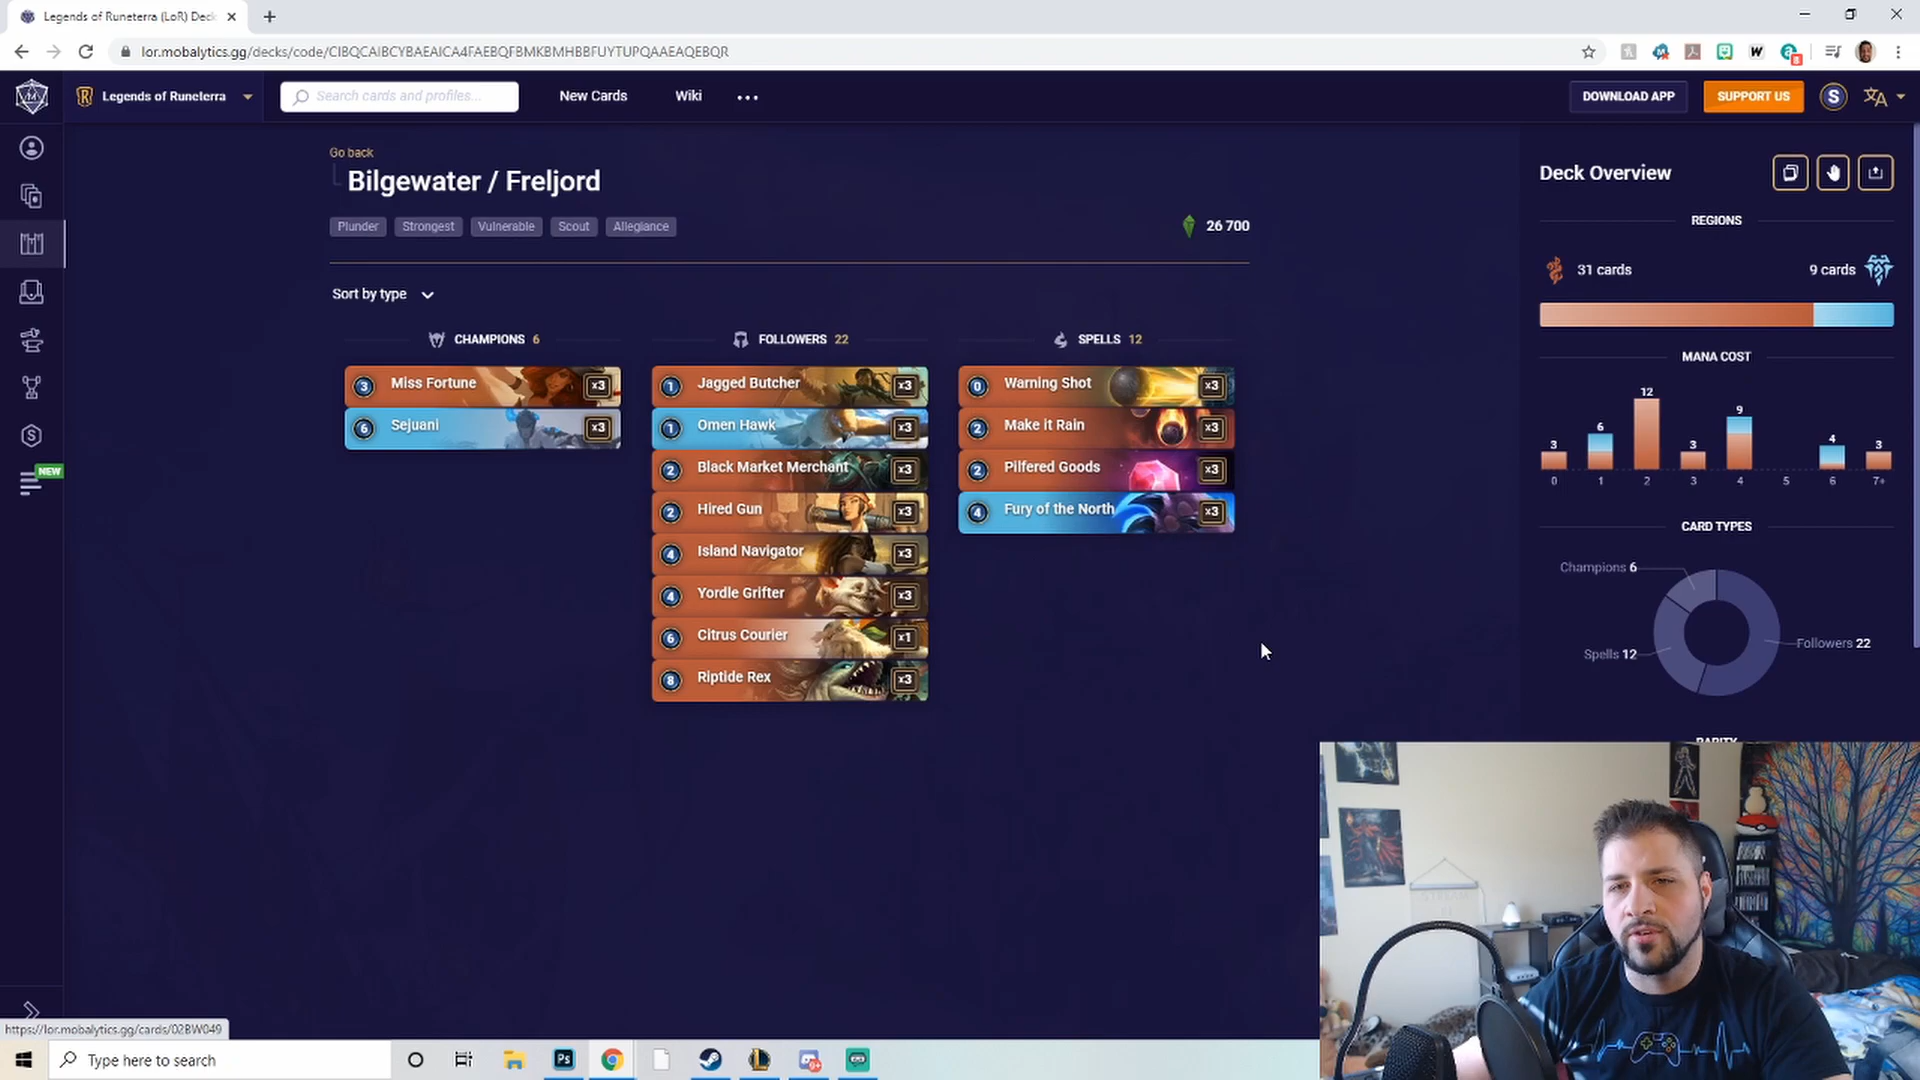 Legends of Runeterra (LoR) Deck
lor.mobalytics.gg/decks/code/CIBQCAIBCYBAEAICA4FAEBQFBMKBMHBBFUYTUPQAAEAQEBQR
Legends of Runeterra
Search cards and profiles...
New Cards
Wiki
DOWNLOAD APP
SUPPORT US
S
Go back
Bilgewater / Freljord
Plunder
Strongest
Vulnerable
Scout
Allegiance
26 700
Sort by type
CHAMPIONS 6
3 Miss Fortune x3
6 Sejuani x3
FOLLOWERS 22
1 Jagged Butcher x3
1 Omen Hawk x3
2 Black Market Merchant x3
2 Hired Gun x3
4 Island Navigator x3
4 Yordle Grifter x3
6 Citrus Courier x1
8 Riptide Rex x3
SPELLS 12
0 Warning Shot x3
2 Make it Rain x3
2 Pilfered Goods x3
4 Fury of the North x3
Deck Overview
REGIONS
31 cards
9 cards
MANA COST
3 6 12 3 9 4 3
0 1 2 3 4 5 6 7+
CARD TYPES
Champions 6
Followers 22
Spells 12
NEW
https://lor.mobalytics.gg/cards/02BW049
Type here to search
Ps